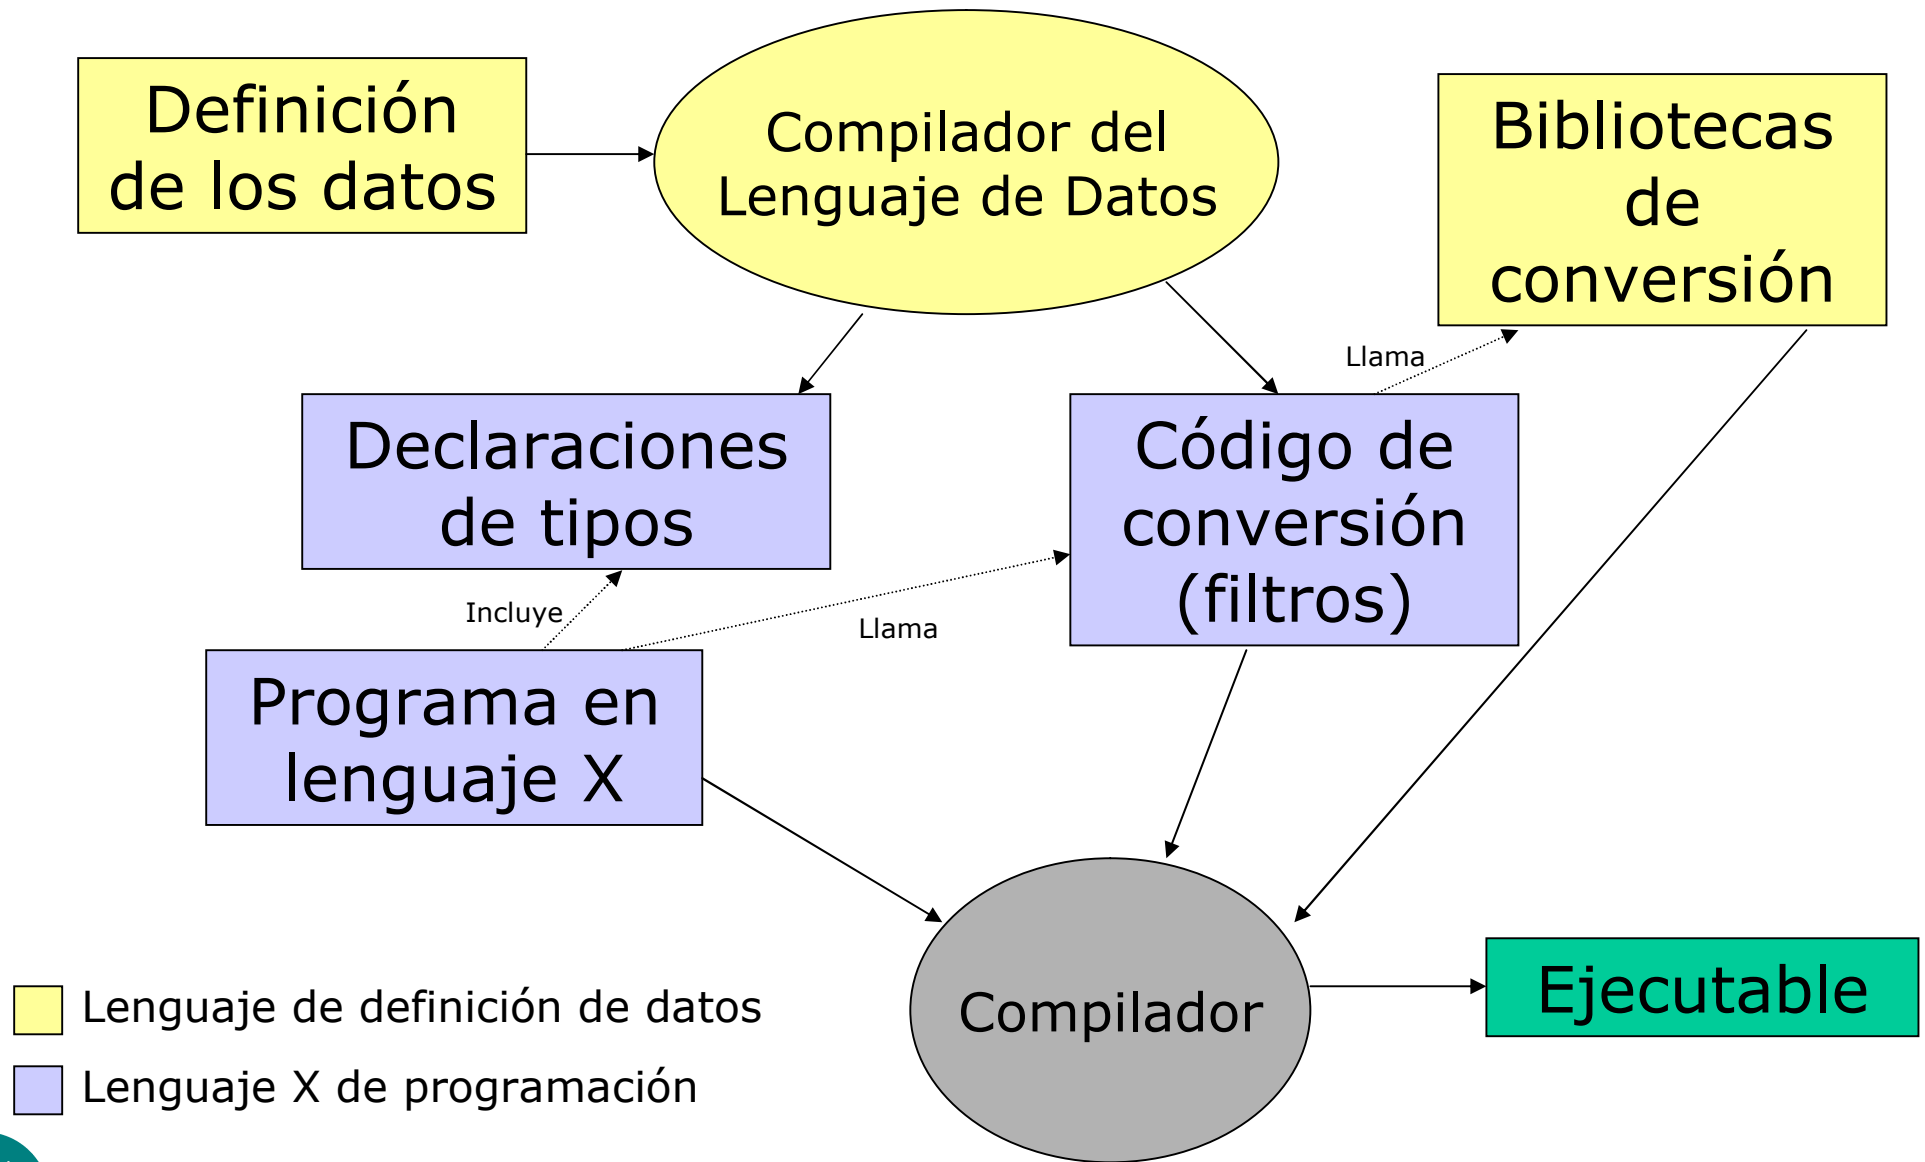 Definición
de los datos
Compilador del
Lenguaje de Datos
Bibliotecas
de
conversión
Llama
Declaraciones
de tipos
Código de
conversión
(filtros)
Incluye
Llama
Programa en
lenguaje X
Compilador
Ejecutable
Lenguaje de definición de datos
Lenguaje X de programación